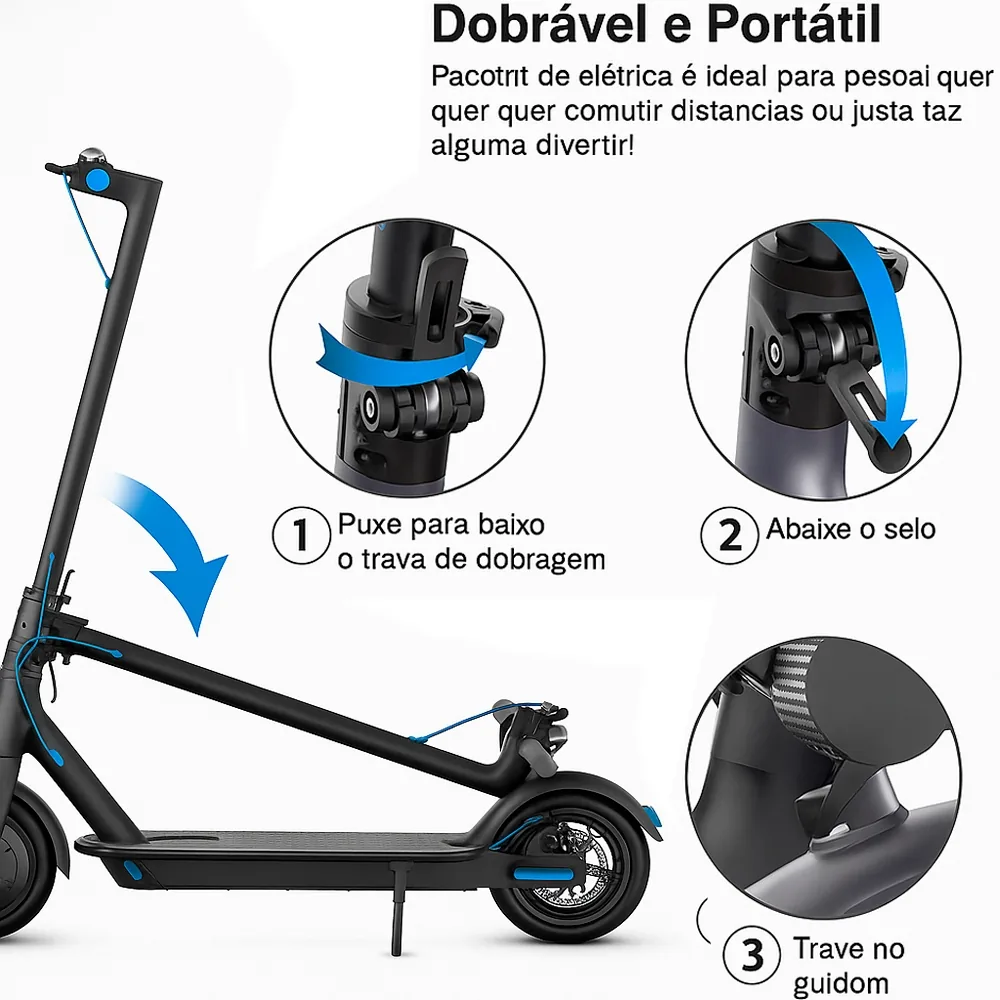 Dobrável e Portátil
Pacotrıt de elétrica é ideal para pesoai quer
quer quer comutir distancias ou justa taz
alguma divertir!
1 Puxe para baixo
o trava de dobragem
2 Abaixe o selo
3 Trave no
guidom